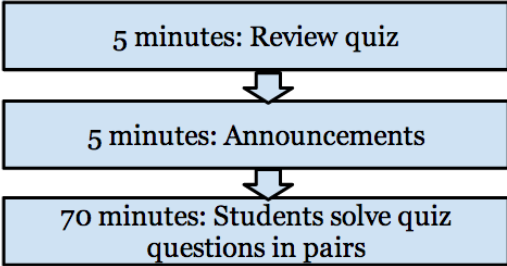 5 minutes: Review quiz
5 minutes: Announcements
70 minutes: Students solve quiz
questions in pairs